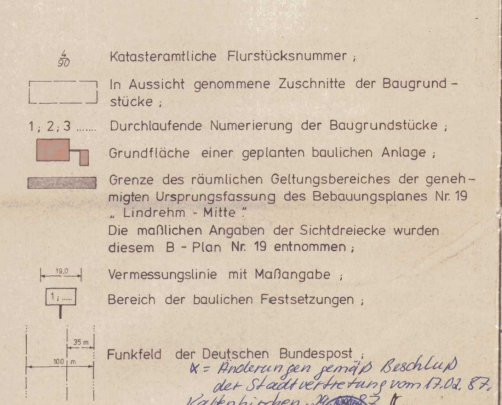 4/90 Katasteramtliche Flurstücksnummer ;
In Aussicht genommene Zuschnitte der Baugrund -
stücke ;
1 ; 2 ; 3 ...... Durchlaufende Numerierung der Baugrundstücke ;
Grundfläche einer geplanten baulichen Anlage ;
Grenze des räumlichen Geltungsbereiches der geneh -
migten Ursprungsfassung des Bebauungsplanes Nr. 19
„ Lindrehm - Mitte "
Die maßlichen Angaben der Sichtdreiecke wurden
diesem B - Plan Nr. 19 entnommen ;
19,0 Vermessungslinie mit Maßangabe ;
1 ; .... Bereich der baulichen Festsetzungen ;
35 m
100 m Funkfeld der Deutschen Bundespost ;
x = Änderungen gemäß Beschluß
der Stadtvertretung vom 17.02.87,
Kaltenkirchen,